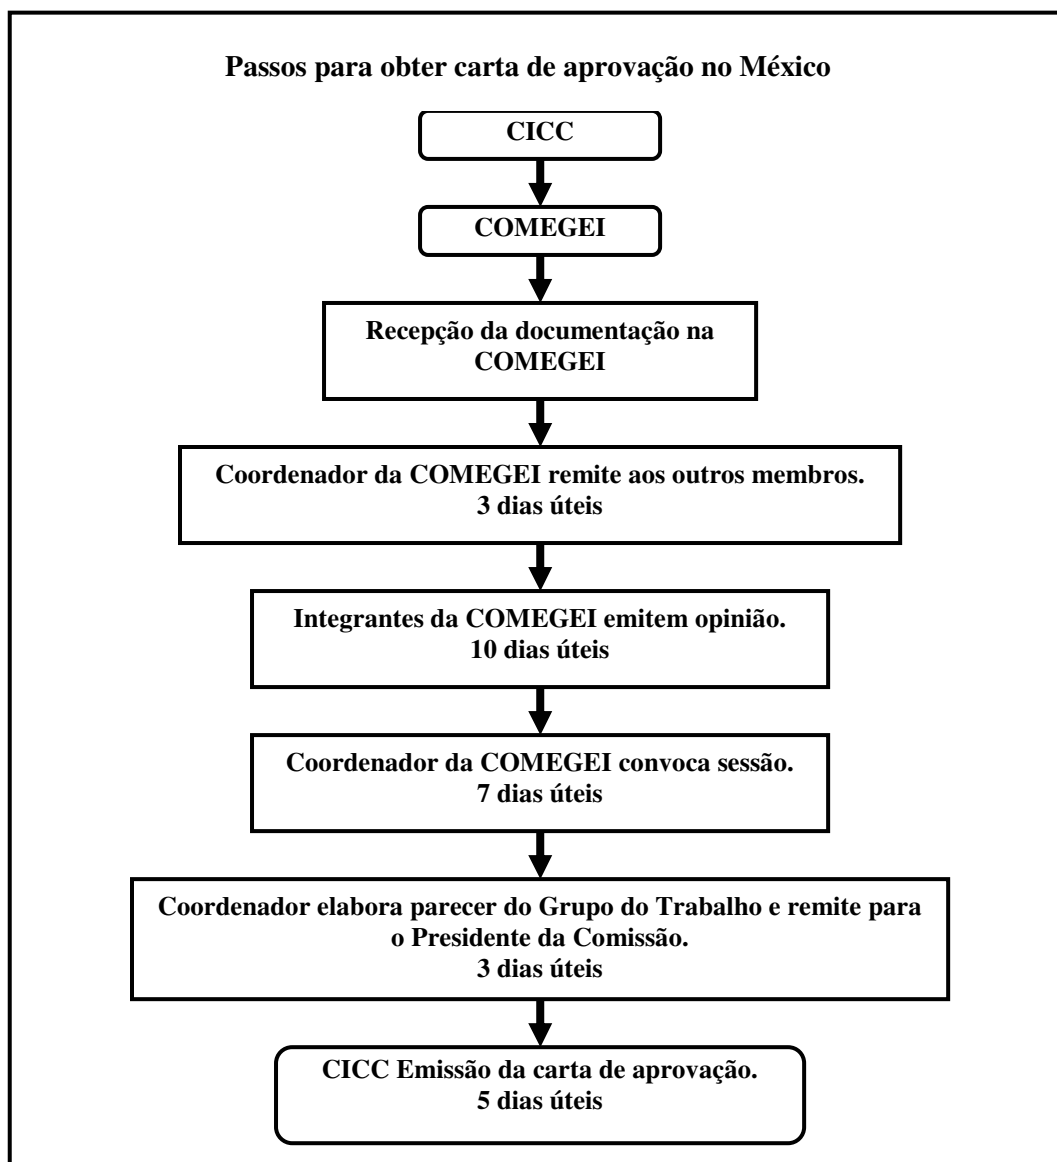 Passos para obter carta de aprovação no México
CICC
COMEGEI
Recepção da documentação na
COMEGEI
Coordenador da COMEGEI remite aos outros membros.
3 dias úteis
Integrantes da COMEGEI emitem opinião.
10 dias úteis
Coordenador da COMEGEI convoca sessão.
7 dias úteis
Coordenador elabora parecer do Grupo do Trabalho e remite para
o Presidente da Comissão.
3 dias úteis
CICC Emissão da carta de aprovação.
5 dias úteis